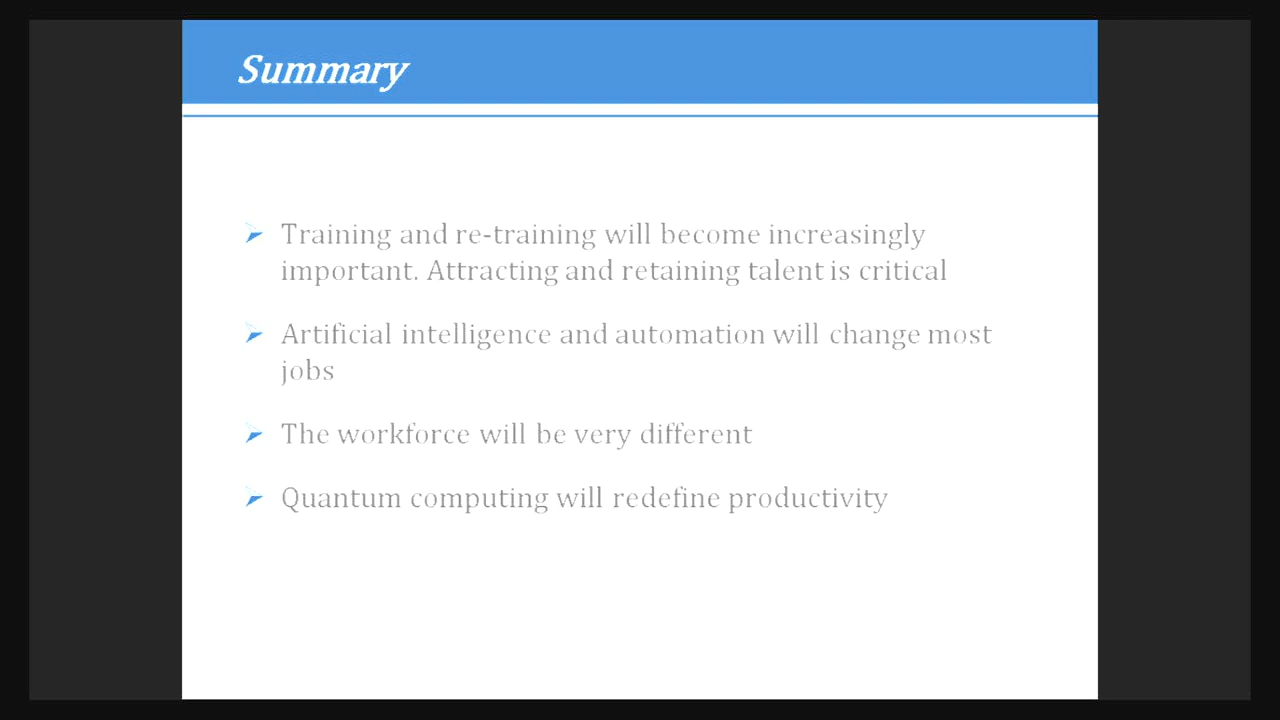 Summary
Training and re-training will become increasingly
important. Attracting and retaining talent is critical
Artificial intelligence and automation will change most
jobs
The workforce will be very different
Quantum computing will redefine productivity